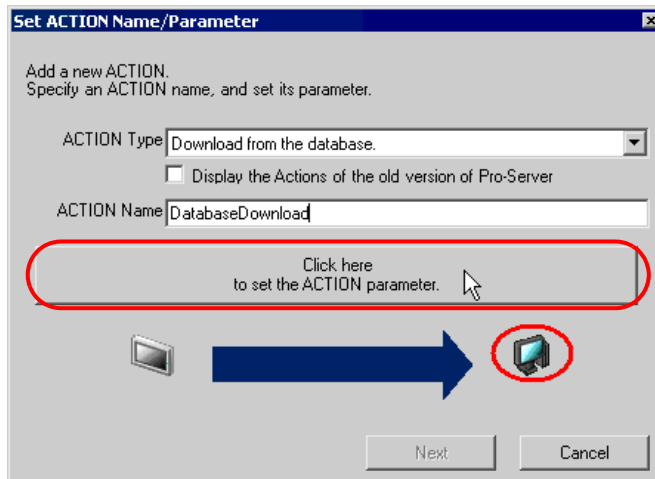 Set ACTION Name/Parameter
Add a new ACTION.
Specify an ACTION name, and set its parameter.
ACTION Type Download from the database.
Display the Actions of the old version of Pro-Server
ACTION Name DatabaseDownload
Click here
to set the ACTION parameter.
Next Cancel